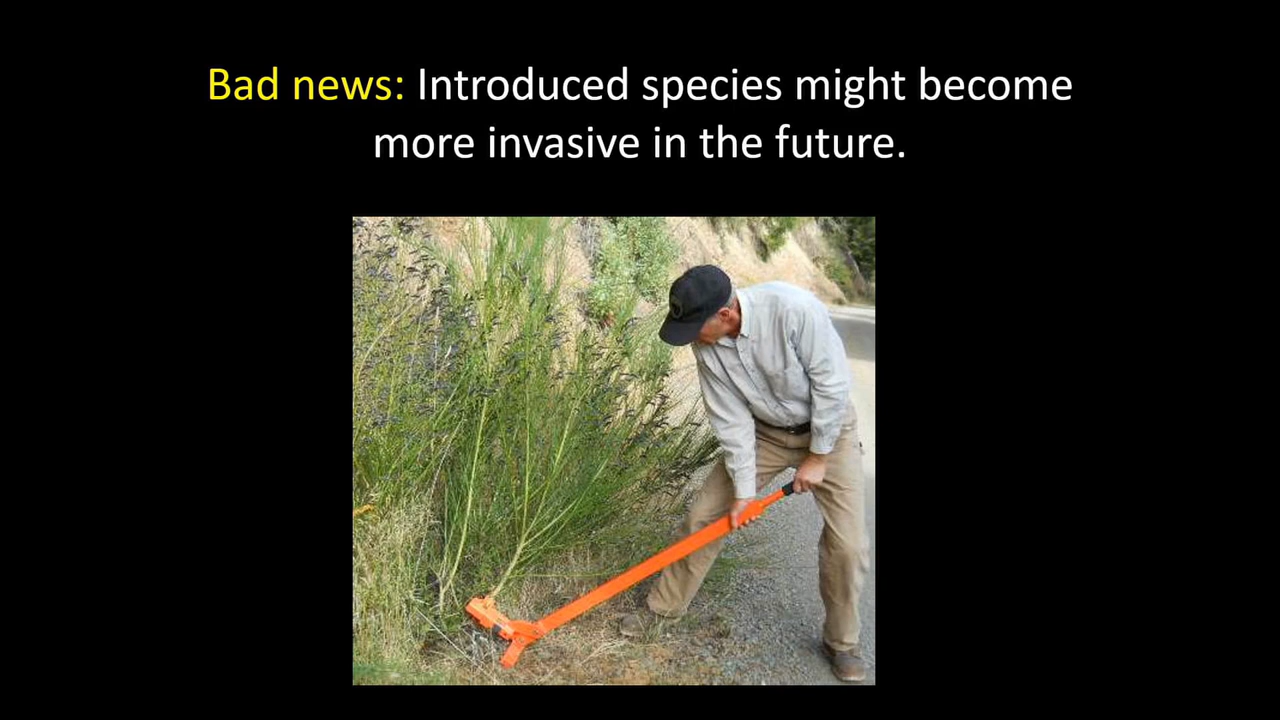 Bad news: Introduced species might become
more invasive in the future.